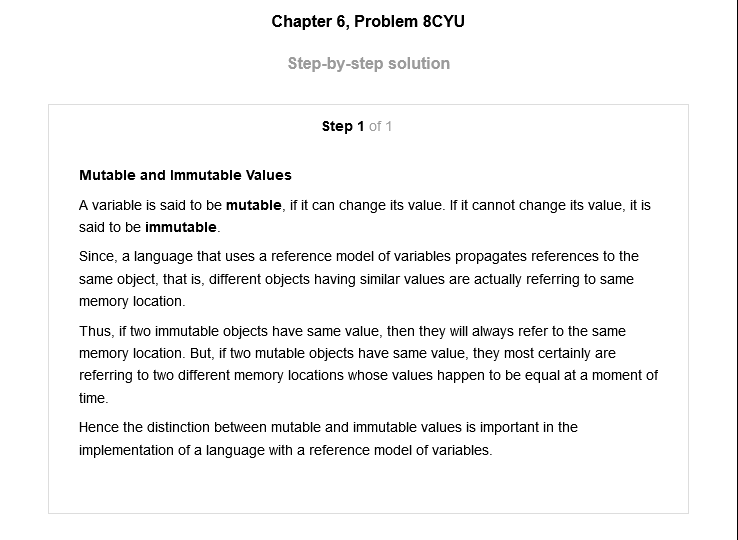 Chapter 6, Problem 8CYU
Step-by-step solution
Step 1 of 1
Mutable and Immutable Values
A variable is said to be mutable, if it can change its value. If it cannot change its value, it is
said to be immutable.
Since, a language that uses a reference model of variables propagates references to the
same object, that is, different objects having similar values are actually referring to same
memory location.
Thus, if two immutable objects have same value, then they will always refer to the same
memory location. But, if two mutable objects have same value, they most certainly are
referring to two different memory locations whose values happen to be equal at a moment of
time.
Hence the distinction between mutable and immutable values is important in the
implementation of a language with a reference model of variables.